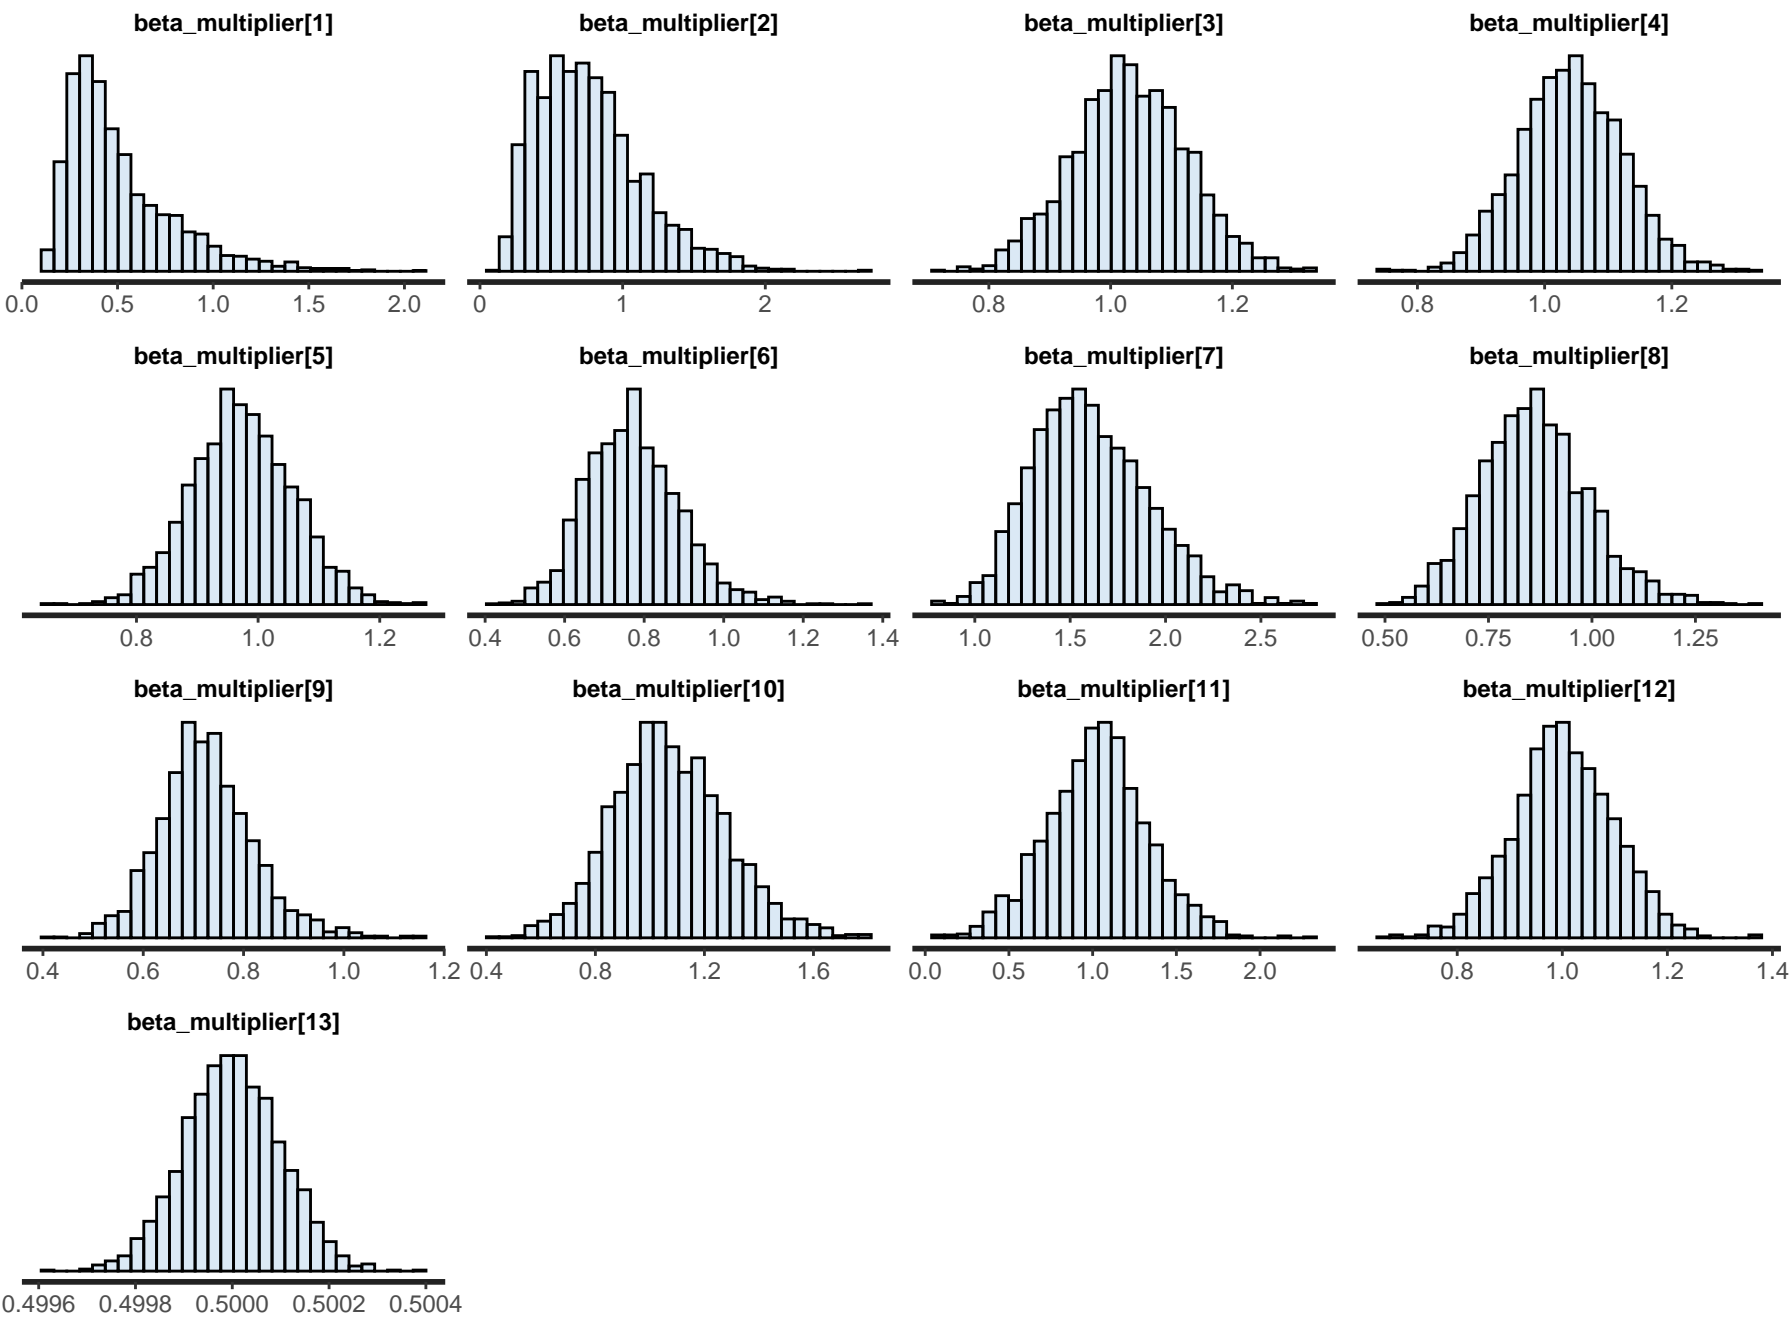 beta_multiplier[1] beta_multiplier[2] beta_multiplier[3] beta_multiplier[4]
0.0 0.5 1.0 1.5 2.0 0 1 2 0.8 1.0 1.2 0.8 1.0 1.2
beta_multiplier[5] beta_multiplier[6] beta_multiplier[7] beta_multiplier[8]
0.8 1.0 1.2 0.4 0.6 0.8 1.0 1.2 1.4 1.0 1.5 2.0 2.5 0.50 0.75 1.00 1.25
beta_multiplier[9] beta_multiplier[10] beta_multiplier[11] beta_multiplier[12]
0.4 0.6 0.8 1.0 1.2 0.4 0.8 1.2 1.6 0.0 0.5 1.0 1.5 2.0 0.8 1.0 1.2 1.4
beta_multiplier[13]
0.4996 0.4998 0.5000 0.5002 0.5004